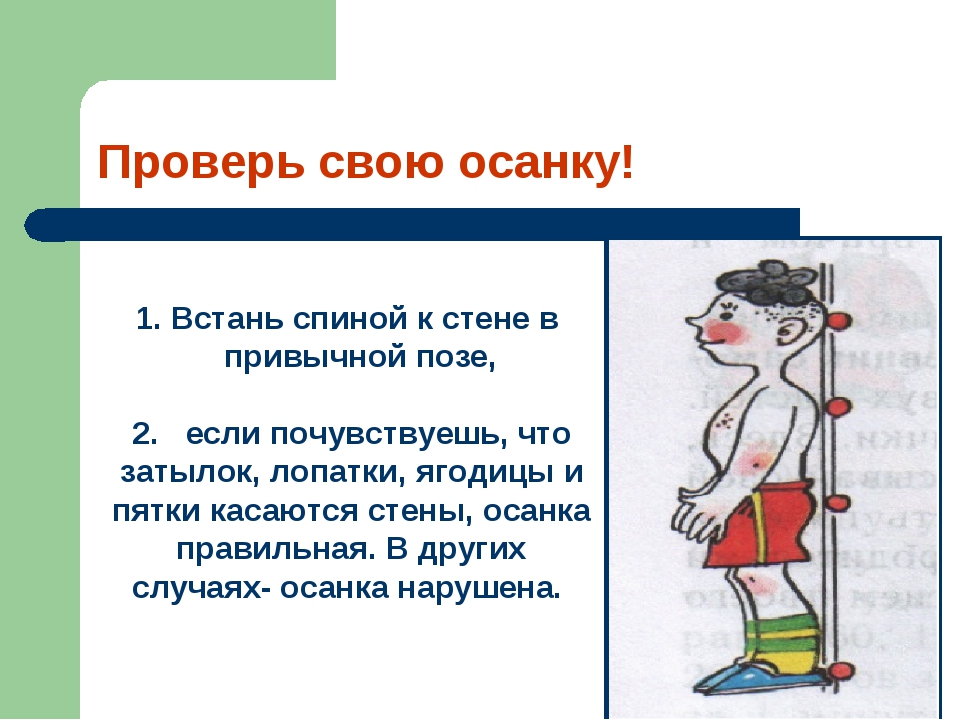 Проверь свою осанку!
1. Встань спиной к стене в
привычной позе,
2. если почувствуешь, что
затылок, лопатки, ягодицы и
пятки касаются стены, осанка
правильная. В других
случаях- осанка нарушена.